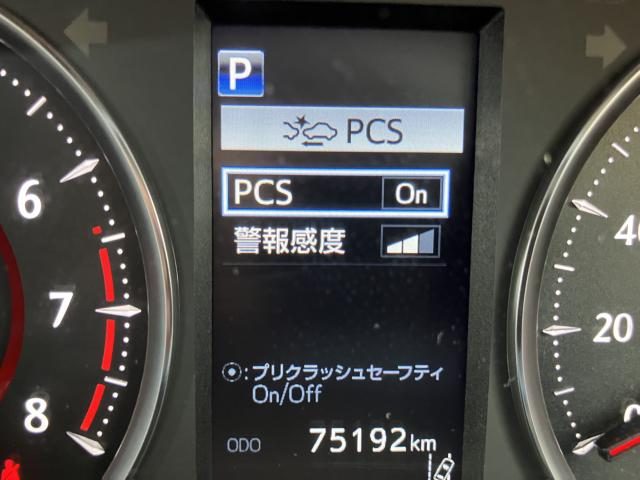 P
PCS
PCS On
警報感度
6
7
8
40
20
0
⦿:プリクラッシュセーフティ
On/Off
ODO 75192km